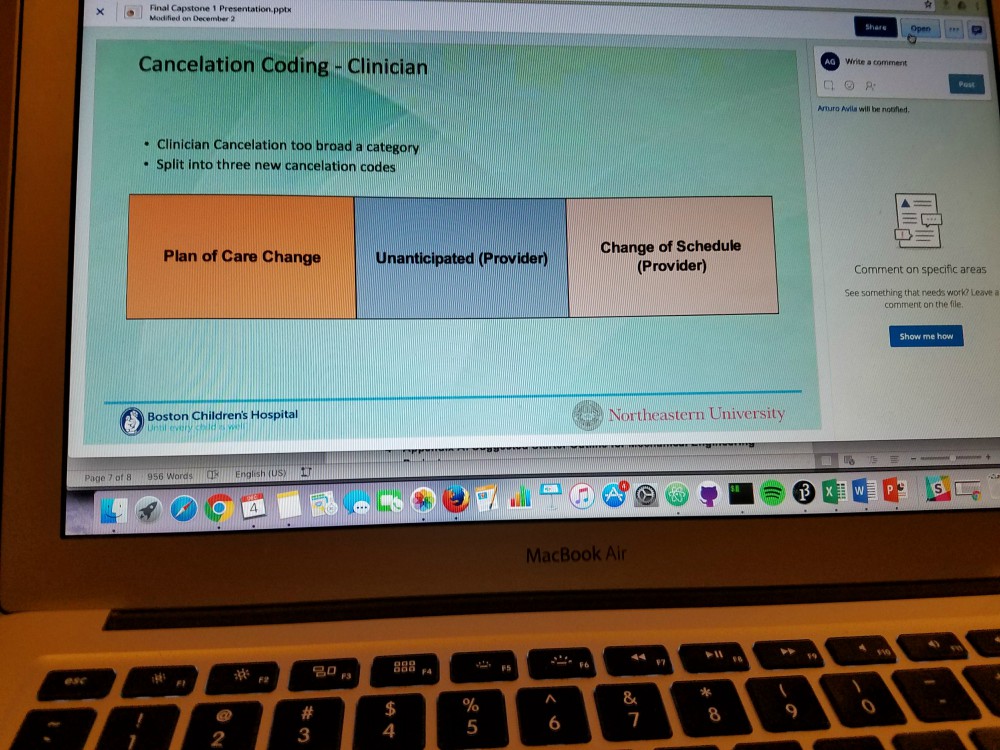 Final Capstone 1 Presentation.pptx
Modified on December 2
Share
Open
Cancelation Coding - Clinician
• Clinician Cancelation too broad a category
• Split into three new cancelation codes
Plan of Care Change
Unanticipated (Provider)
Change of Schedule
(Provider)
Boston Children's Hospital
Until every child is well
Northeastern University
AG
Write a comment
Post
Arturo Avila will be notified.
Comment on specific areas
See something that needs work? Leave a
comment on the file.
Show me how
Page 7 of 8
956 Words
English (US)
DEC
4
MacBook Air
esc
F1
F2
F3
F4
F5
F6
F7
F8
F9
F10
F11
~
!
1
@
2
#
3
$
4
%
5
^
6
&
7
*
8
(
9
)
0